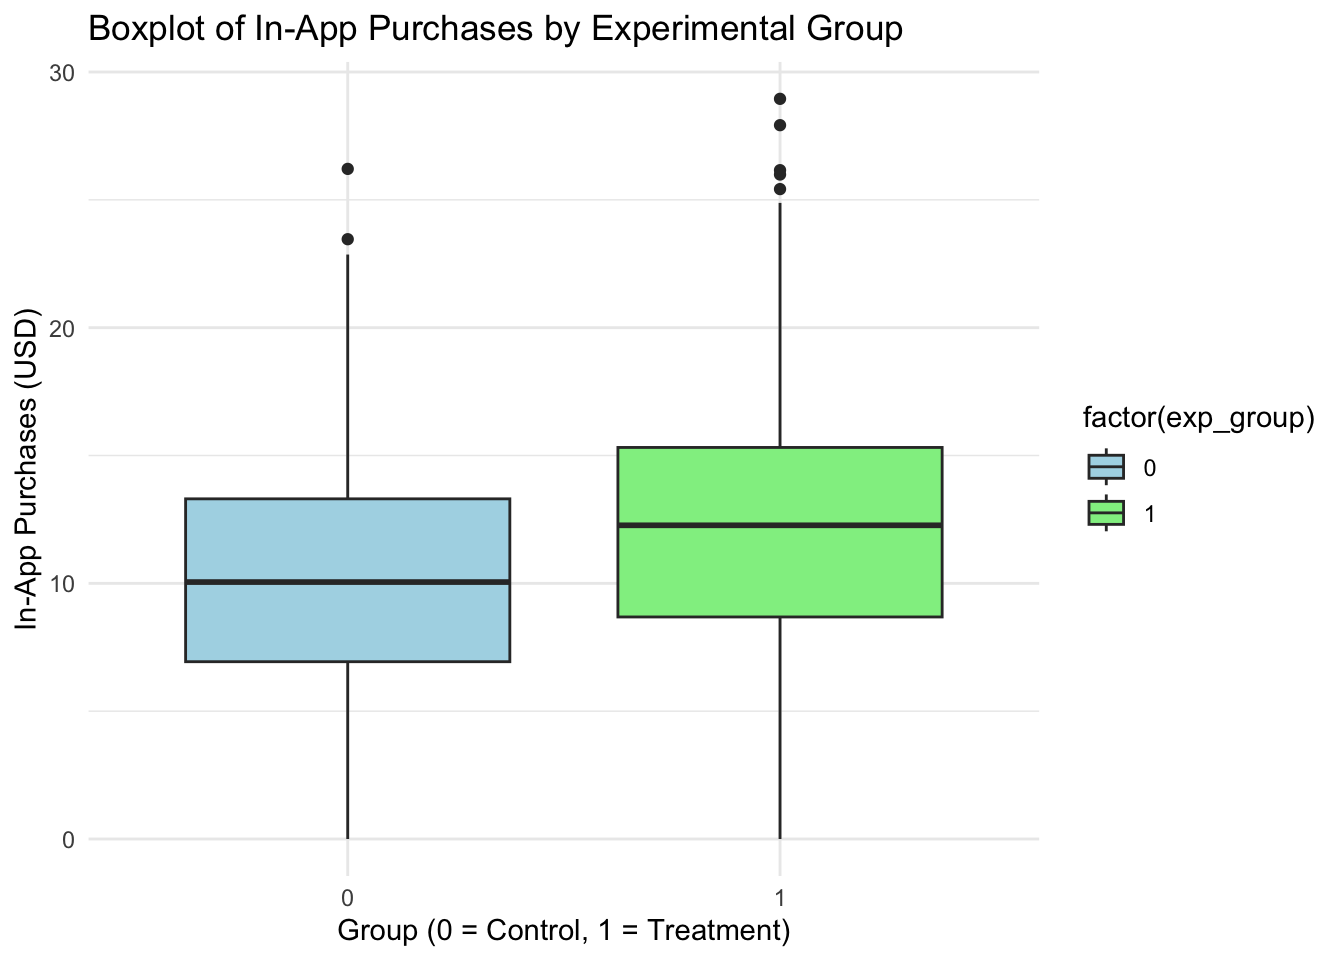 Boxplot of In-App Purchases by Experimental Group
In-App Purchases (USD)
30
20
10
0
0
1
Group (0 = Control, 1 = Treatment)
factor(exp_group)
0
1